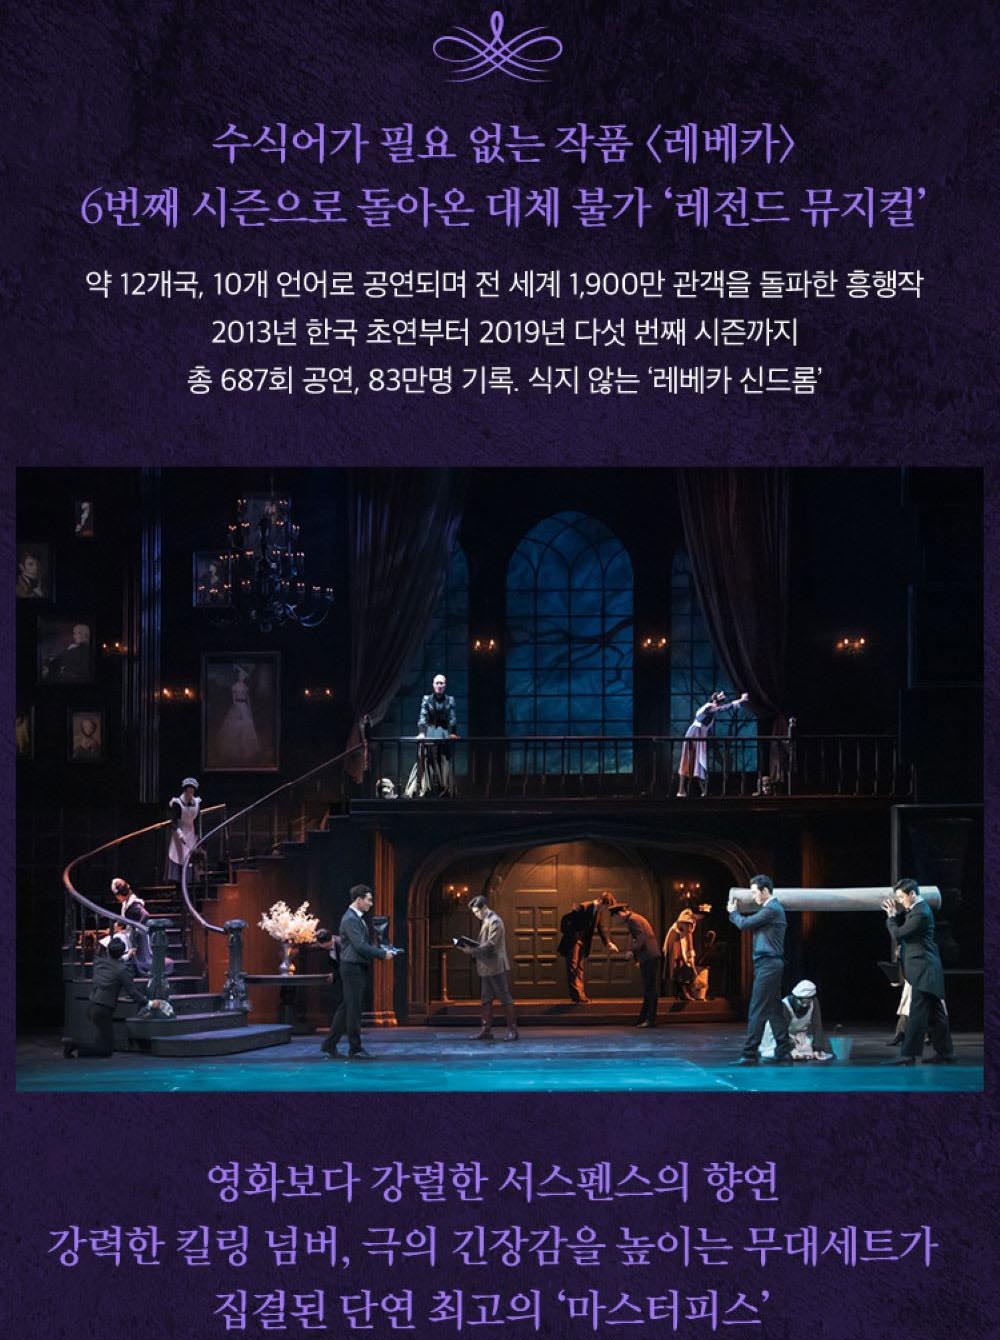 수식어가 필요 없는 작품 〈레베카〉
6번째 시즌으로 돌아온 대체 불가 ‘레전드 뮤지컬’
약 12개국, 10개 언어로 공연되며 전 세계 1,900만 관객을 돌파한 흥행작
2013년 한국 초연부터 2019년 다섯 번째 시즌까지
총 687회 공연, 83만명 기록. 식지 않는 ‘레베카 신드롬’
영화보다 강렬한 서스펜스의 향연
강력한 킬링 넘버, 극의 긴장감을 높이는 무대세트가
집결된 단연 최고의 ‘마스터피스’